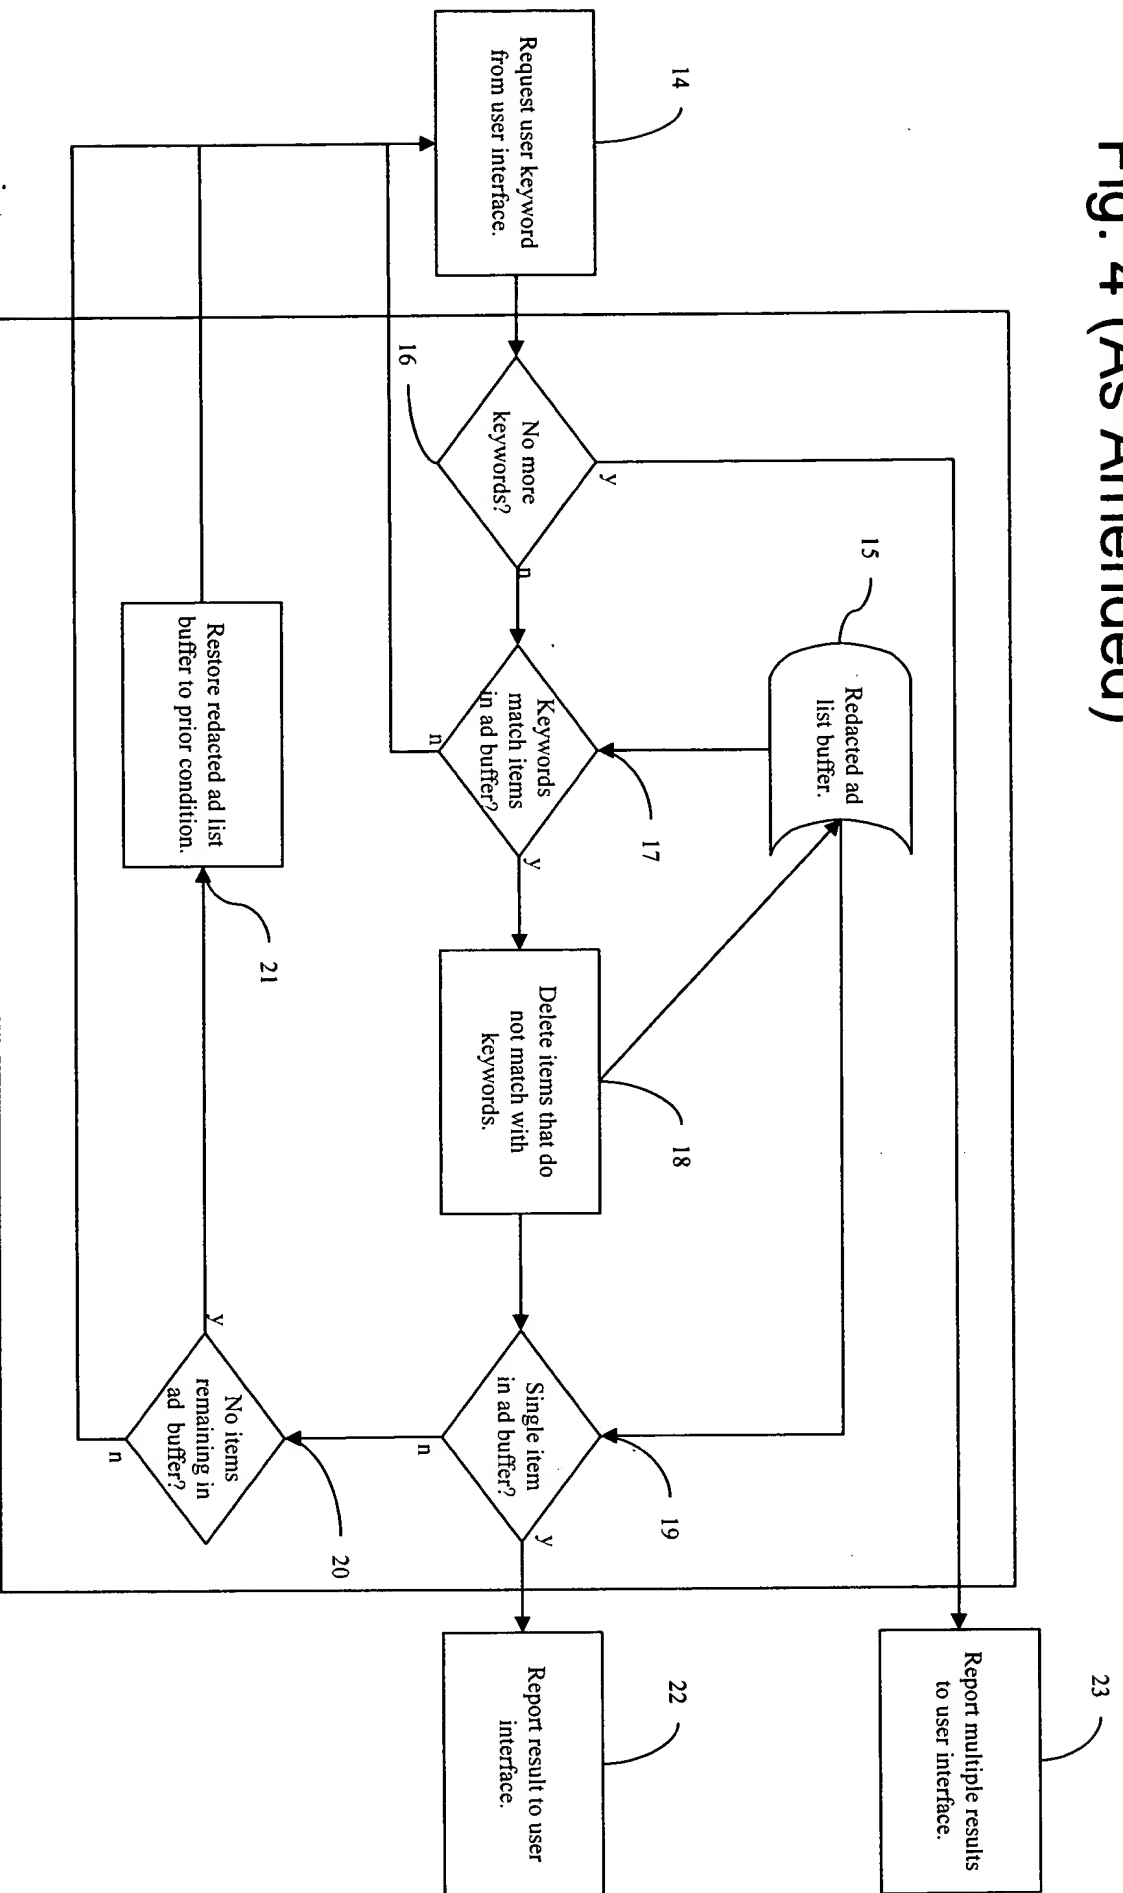 Fig. 4 (As Amended)
14
Request user keyword
from user interface.
16
No more
keywords?
y
n
15
Redacted ad
list buffer.
17
Keywords
match items
in ad buffer?
y
n
18
Delete items that do
not match with
keywords.
19
Single item
in ad buffer?
y
n
20
No items
remaining in
ad buffer?
y
n
21
Restore redacted ad list
buffer to prior condition.
22
Report result to user
interface.
23
Report multiple results
to user interface.